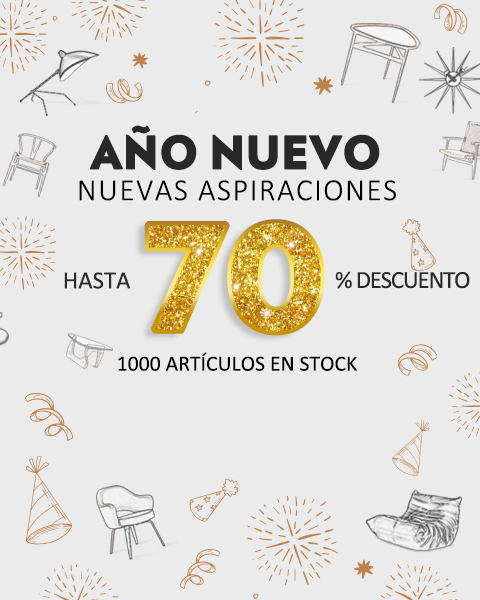 AÑO NUEVO
NUEVAS ASPIRACIONES
HASTA 70 % DESCUENTO
1000 ARTÍCULOS EN STOCK